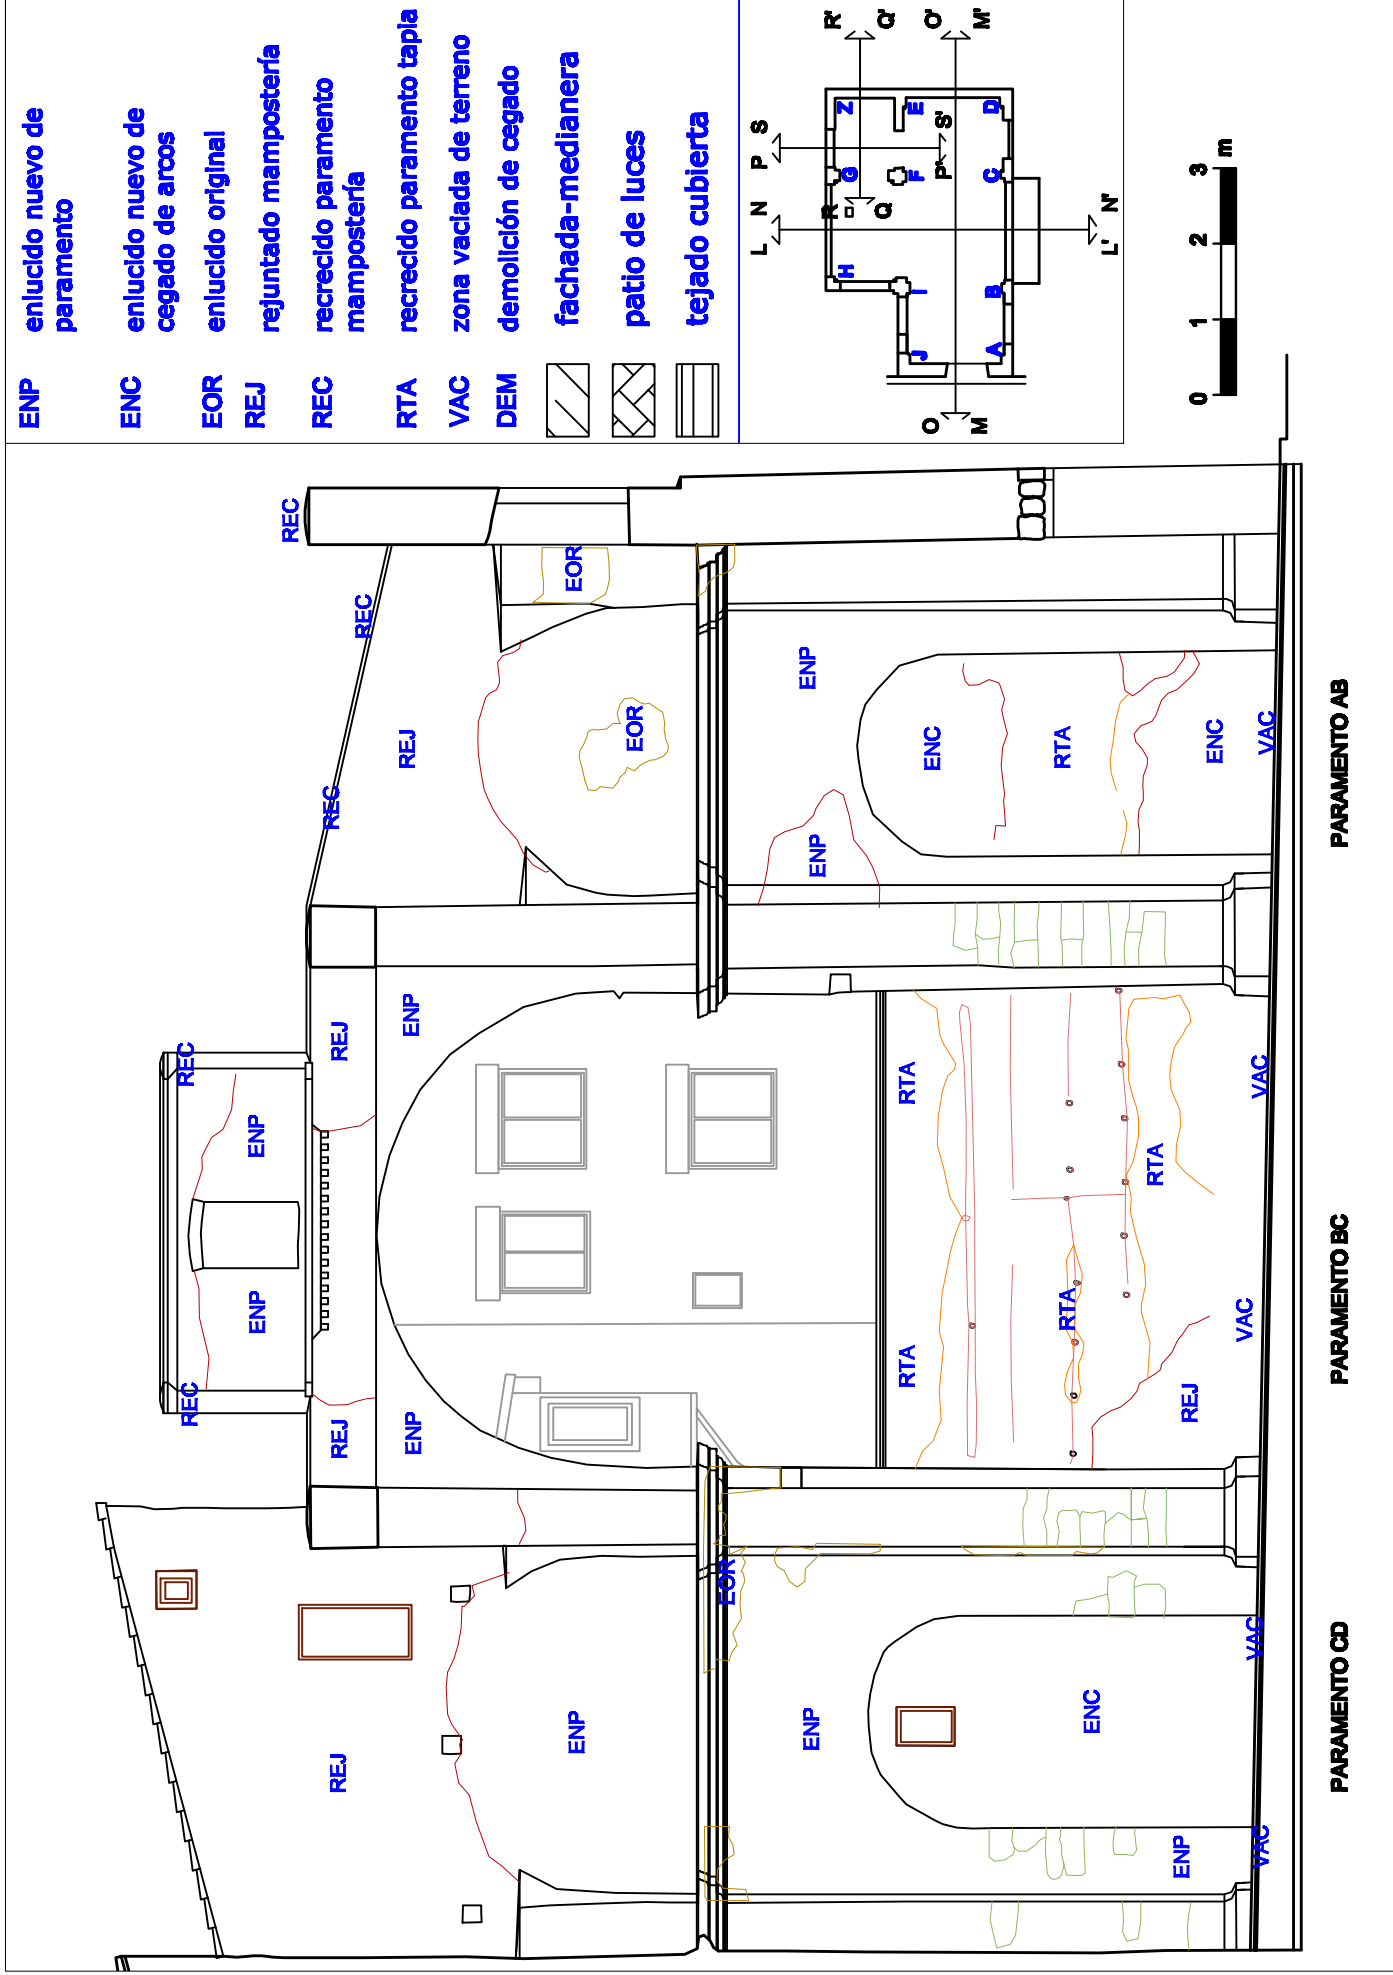 ENP enlucido nuevo de
paramento
ENC enlucido nuevo de
cegado de arcos
EOR enlucido original
REJ rejuntado mampostería
REC recrecido paramento
mampostería
RTA recrecido paramento tapia
VAC zona vaciada de terreno
DEM demolición de cegado
fachada-medianera
patio de luces
tejado cubierta
R'
Q'
O'
M'
P S
L N
Z
E
D
G
F
C
P' S'
R
Q
H
I
B
J
A
L' N'
O
M
0 1 2 3 m
REC
REC
REC
REC
REC
ENP
ENP
REJ
REJ
REJ
REJ
ENP
ENP
ENP
EOR
EOR
EOR
ENP
ENP
ENP
ENC
ENC
ENC
RTA
RTA
RTA
RTA
RTA
REJ
ENP
VAC
VAC
VAC
VAC
VAC
PARAMENTO CD
PARAMENTO BC
PARAMENTO AB